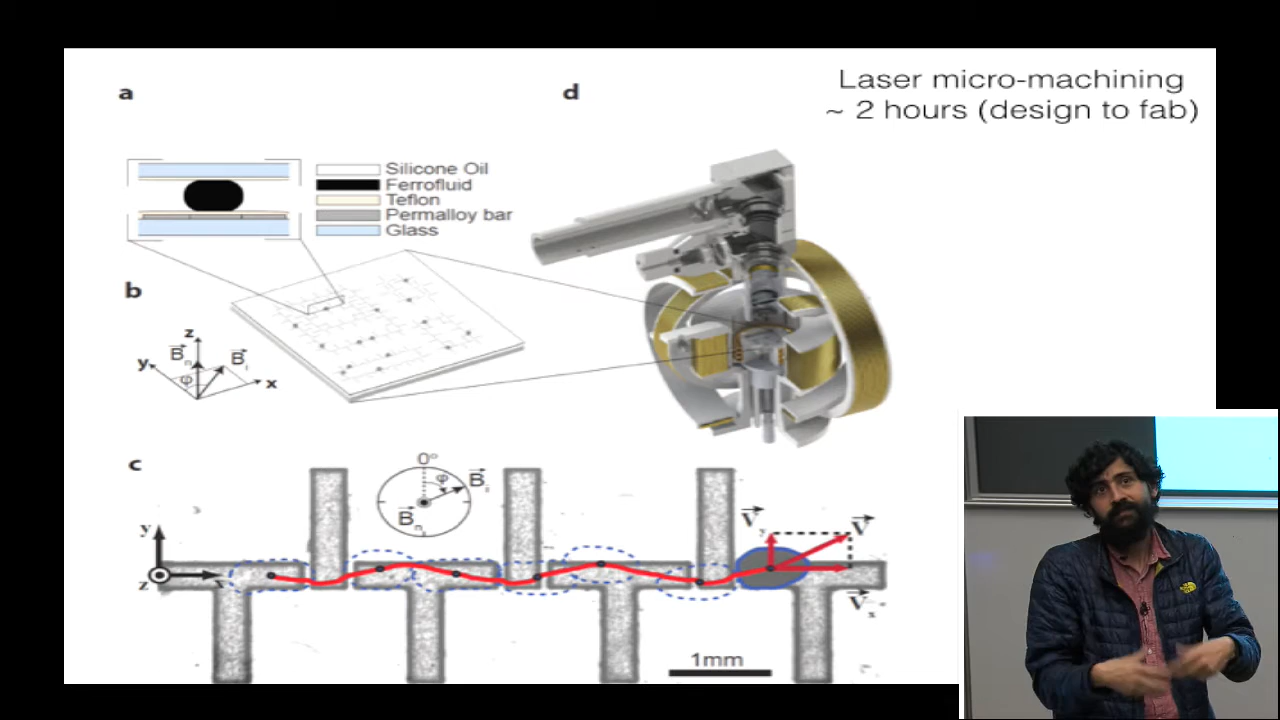 a
d
Laser micro-machining
~ 2 hours (design to fab)
Silicone Oil
Ferrofluid
Teflon
Permalloy bar
Glass
b
z
B n
B i
y
φ
x
c
0°
φ
B i
B n
y
z
x
V y
V
V x
1mm